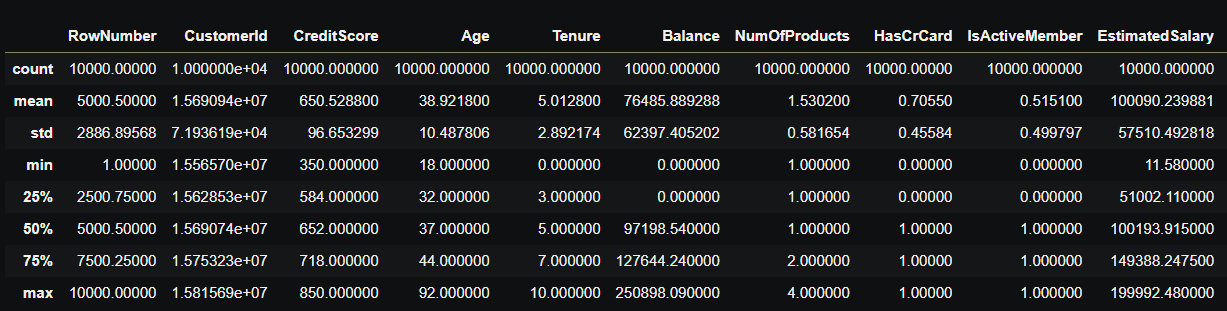 RowNumber CustomerId CreditScore Age Tenure Balance NumOfProducts HasCrCard IsActiveMember EstimatedSalary
count 10000.00000 1.000000e+04 10000.000000 10000.000000 10000.000000 10000.000000 10000.000000 10000.00000 10000.000000 10000.000000
mean 5000.50000 1.569094e+07 650.528800 38.921800 5.012800 76485.889288 1.530200 0.70550 0.515100 100090.239881
std 2886.89568 7.193619e+04 96.653299 10.487806 2.892174 62397.405202 0.581654 0.45584 0.499797 57510.492818
min 1.00000 1.556570e+07 350.000000 18.000000 0.000000 0.000000 1.000000 0.00000 0.000000 11.580000
25% 2500.75000 1.562853e+07 584.000000 32.000000 3.000000 0.000000 1.000000 0.00000 0.000000 51002.110000
50% 5000.50000 1.569074e+07 652.000000 37.000000 5.000000 97198.540000 1.000000 1.00000 1.000000 100193.915000
75% 7500.25000 1.575323e+07 718.000000 44.000000 7.000000 127644.240000 2.000000 1.00000 1.000000 149388.247500
max 10000.00000 1.581569e+07 850.000000 92.000000 10.000000 250898.090000 4.000000 1.00000 1.000000 199992.480000